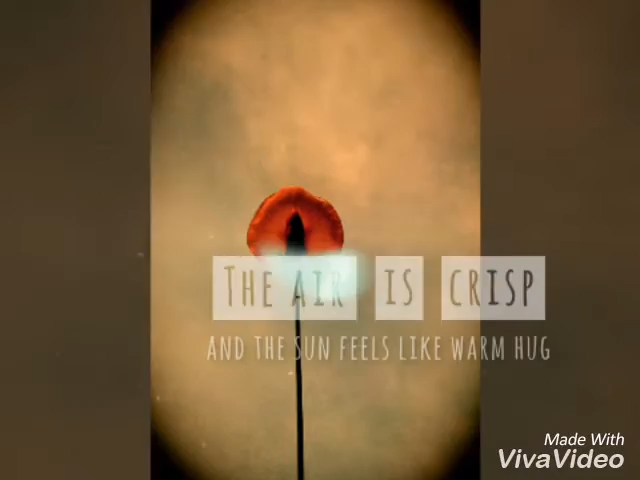 The air is crisp
and the sun feels like warm hug
Made With
VivaVideo